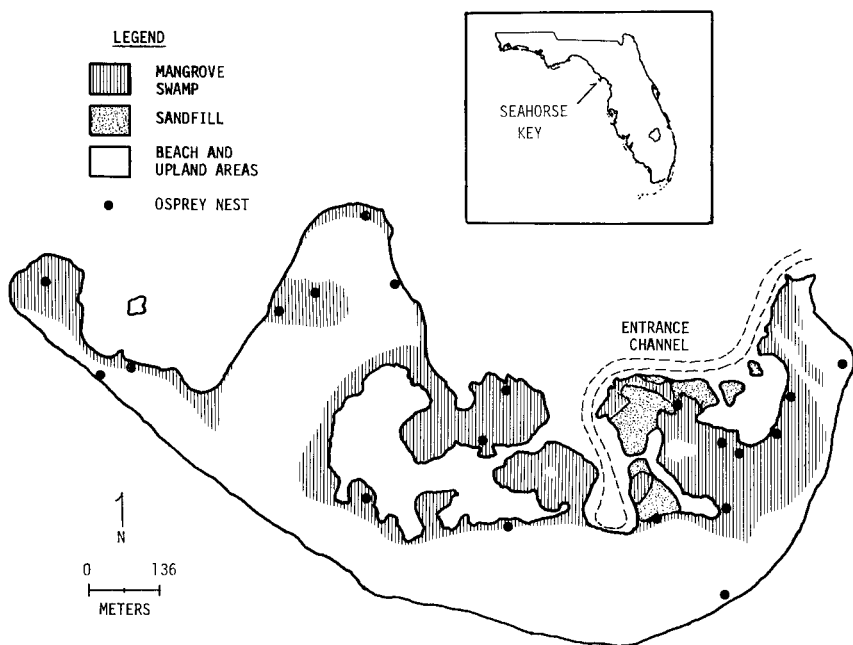 LEGEND
MANGROVE
SWAMP
SANDFILL
BEACH AND
UPLAND AREAS
OSPREY NEST
SEAHORSE
KEY
ENTRANCE
CHANNEL
N
0 136
METERS